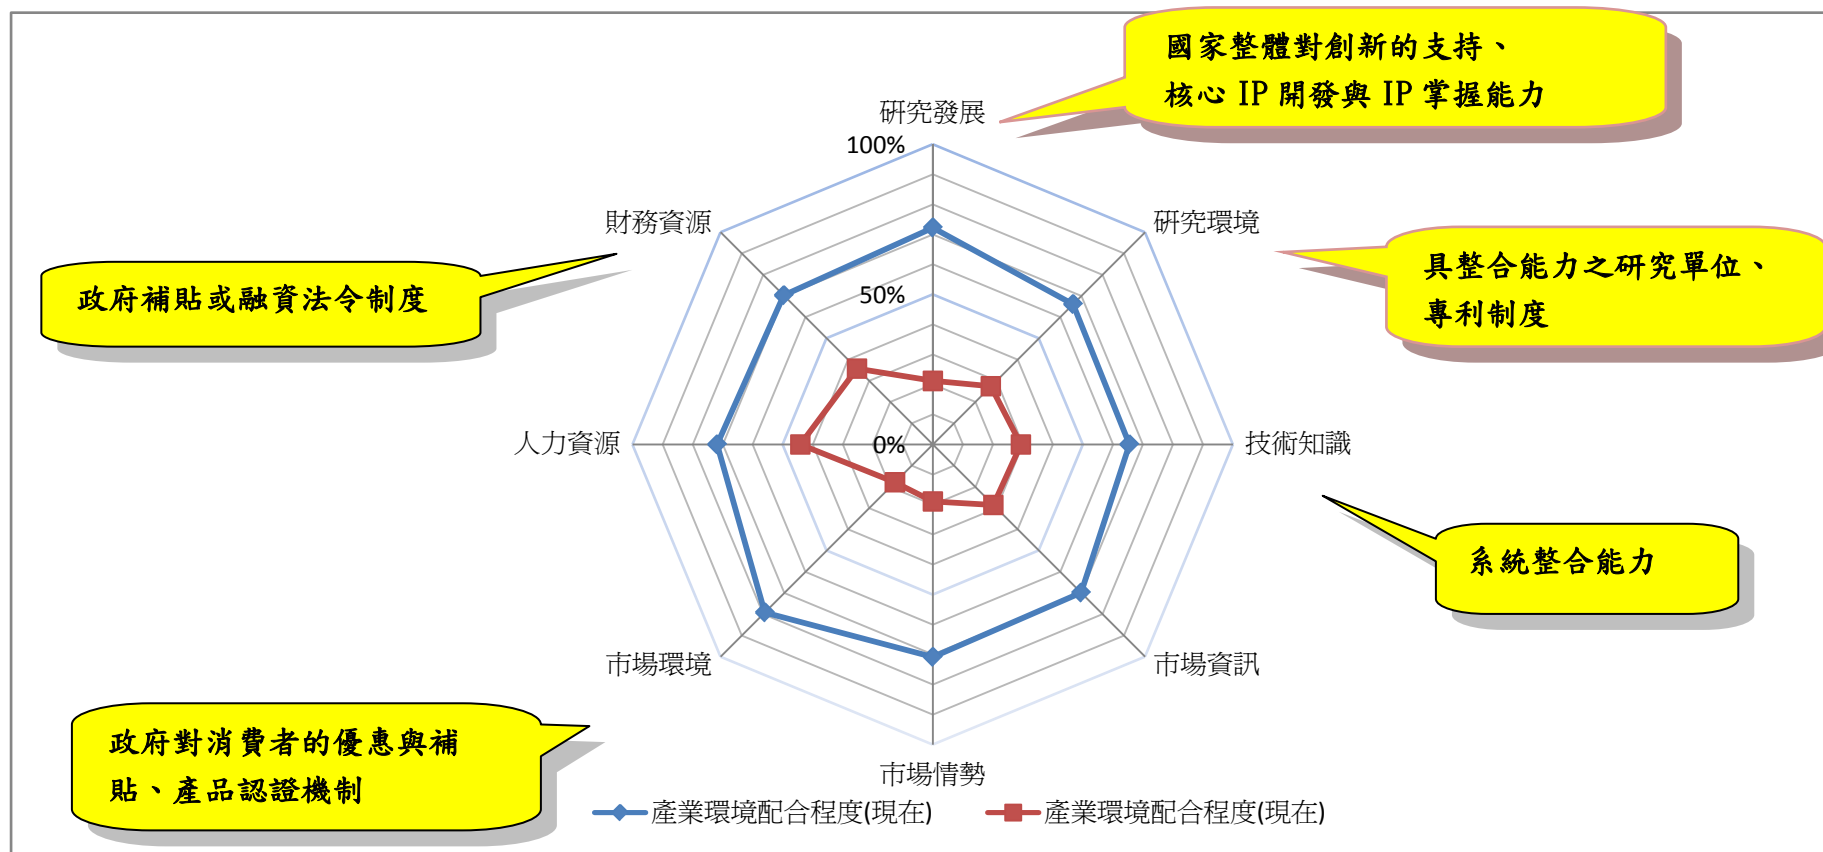 國家整體對創新的支持、
核心 IP 開發與 IP 掌握能力
研究發展
100%
財務資源
研究環境
政府補貼或融資法令制度
50%
具整合能力之研究單位、
專利制度
人力資源
0%
技術知識
系統整合能力
市場環境
市場資訊
政府對消費者的優惠與補
貼、產品認證機制
市場情勢
產業環境配合程度(現在)
產業環境配合程度(現在)